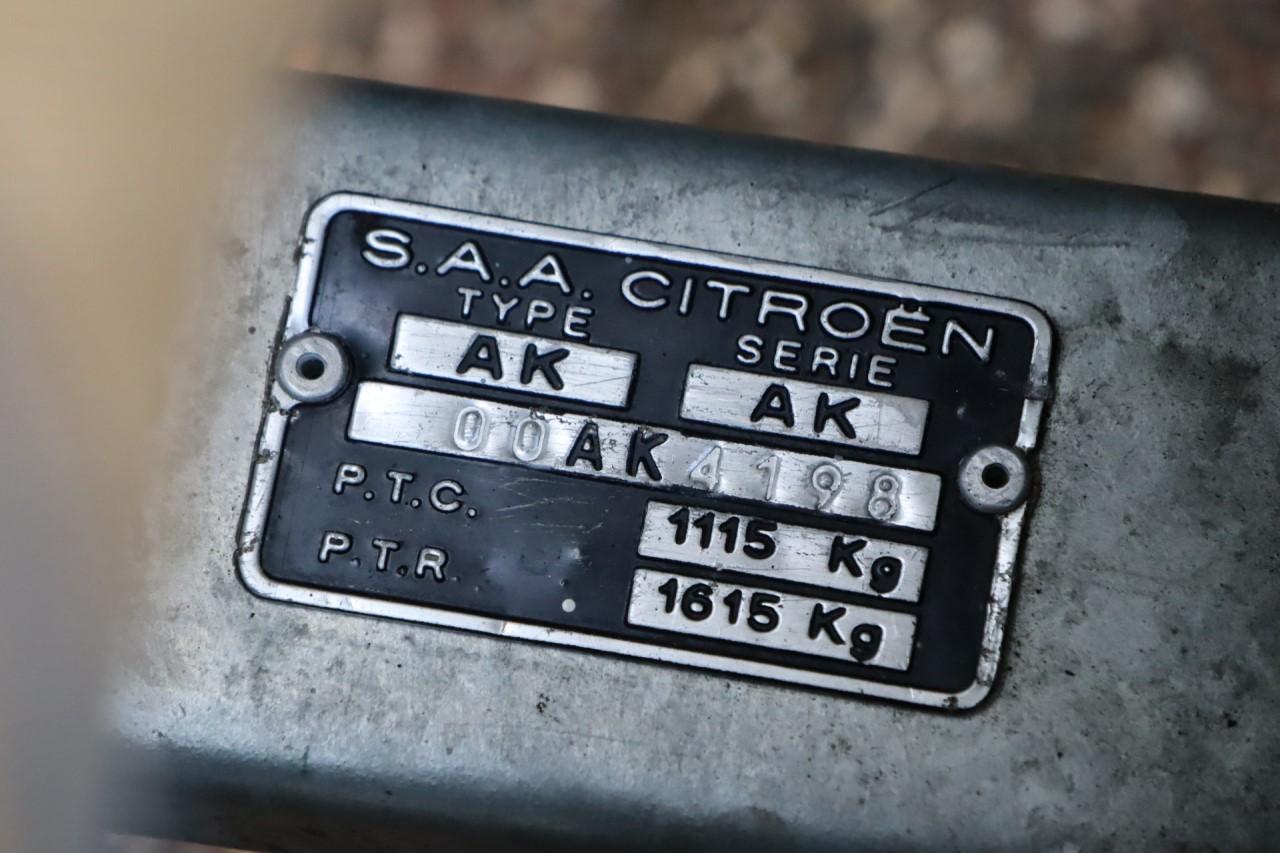 S.A.A. CITROËN
TYPE SERIE
AK AK
00AK4198
P.T.C. 1115 Kg
P.T.R. 1615 Kg